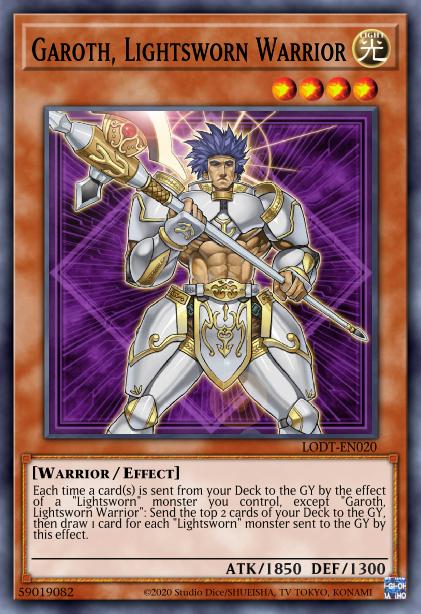 Garoth, Lightsworn Warrior
LIGHT
光
LODT-EN020
[Warrior / Effect]
Each time a card(s) is sent from your Deck to the GY by the effect
of a "Lightsworn" monster you control, except "Garoth,
Lightsworn Warrior": Send the top 2 cards of your Deck to the GY,
then draw 1 card for each "Lightsworn" monster sent to the GY by
this effect.
ATK/1850 DEF/1300
59019082
©2020 Studio Dice/SHUEISHA, TV TOKYO, KONAMI